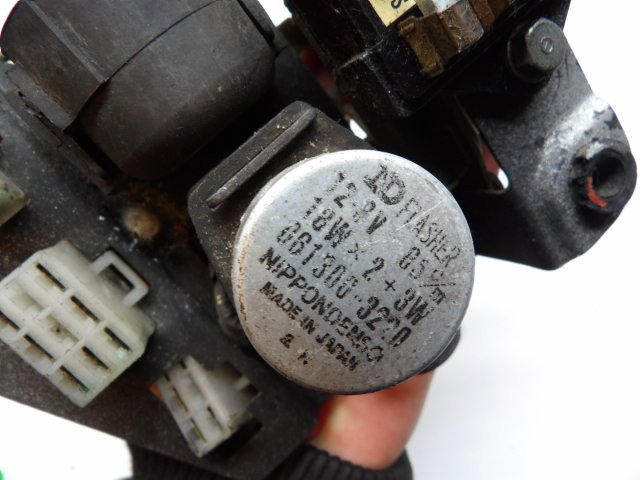 ND FLASHER
12.8V 85c/m
18W × 2 + 3W
061300-3220
NIPPONDENSO
MADE IN JAPAN